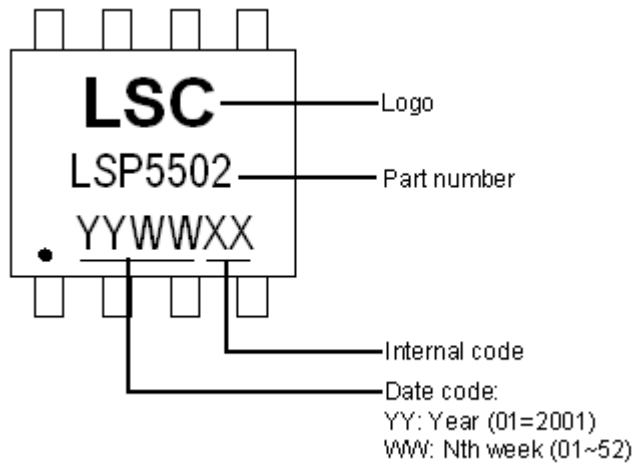 LSC
Logo
LSP5502
Part number
YYWWXX
Internal code
Date code:
YY: Year (01=2001)
WW: Nth week (01~52)